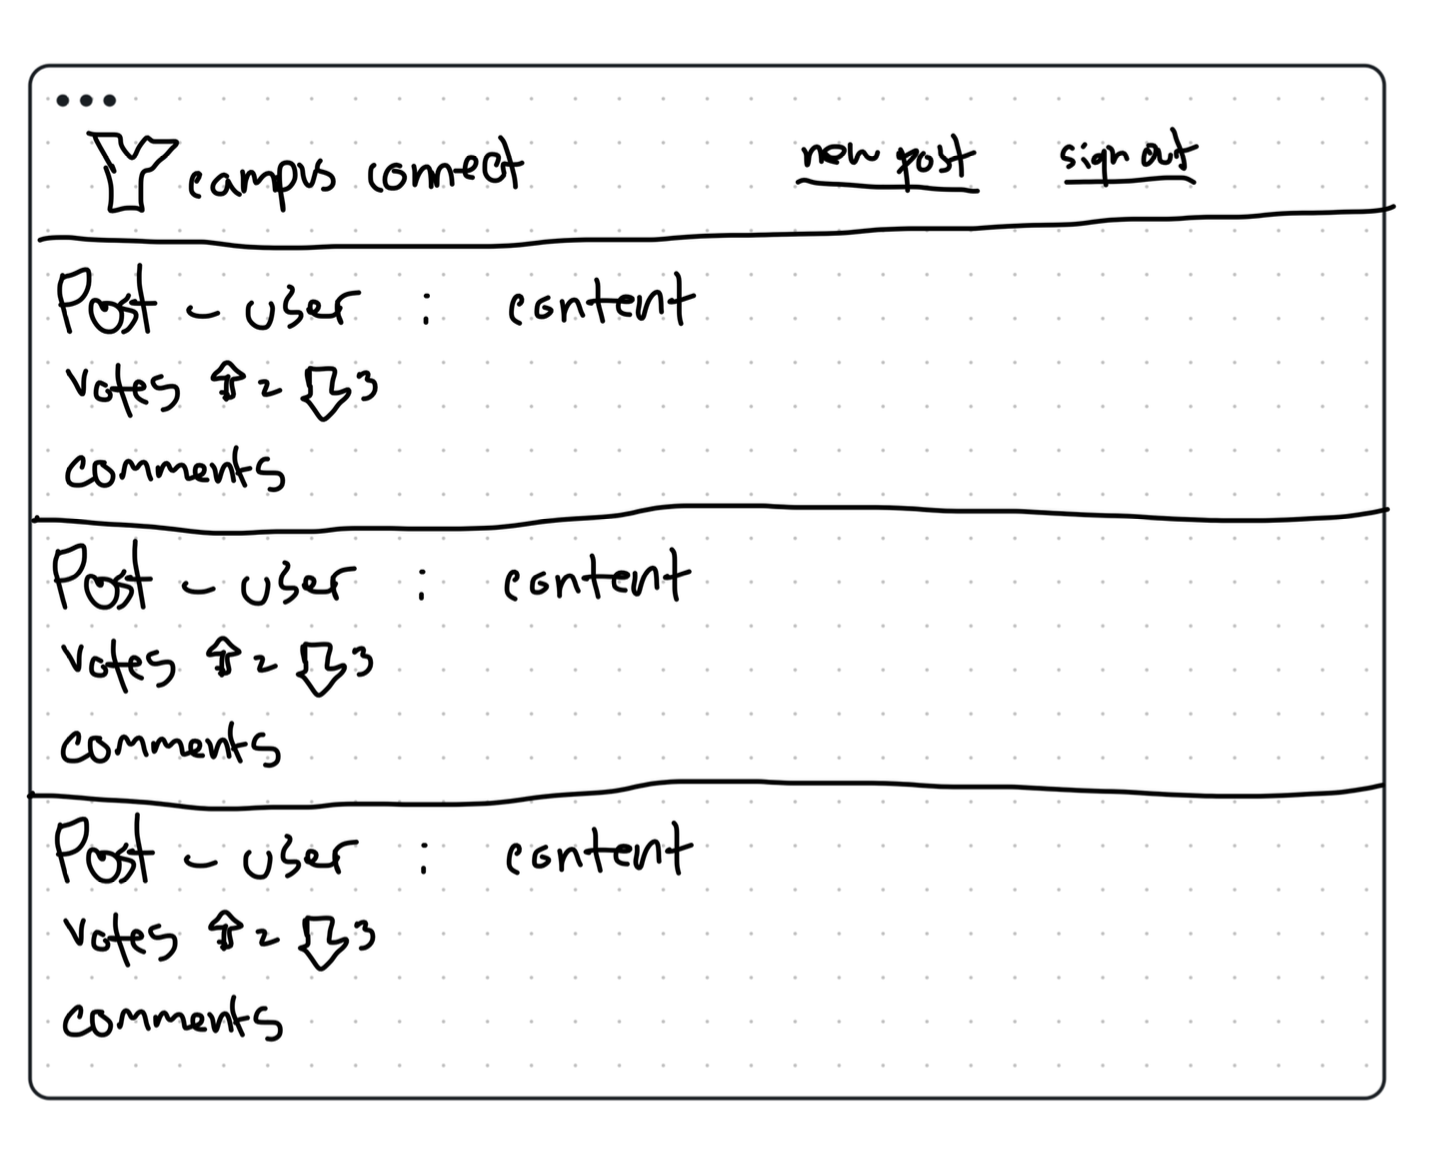 Y campus connect new post sign out
Post - user : content
votes ⇧ 2 ⇩ 3
comments
Post - user : content
votes ⇧ 2 ⇩ 3
comments
Post - user : content
votes ⇧ 2 ⇩ 3
comments